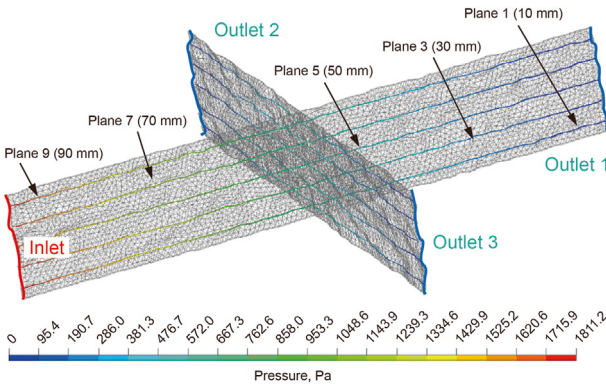 Outlet 2
Plane 1 (10 mm)
Plane 3 (30 mm)
Plane 5 (50 mm)
Plane 7 (70 mm)
Plane 9 (90 mm)
Outlet 1
Inlet
Outlet 3
0
95.4
190.7
286.0
381.3
476.7
572.0
667.3
762.6
858.0
953.3
1048.6
1143.9
1239.3
1334.6
1429.9
1525.2
1620.6
1715.9
1811.2
Pressure, Pa